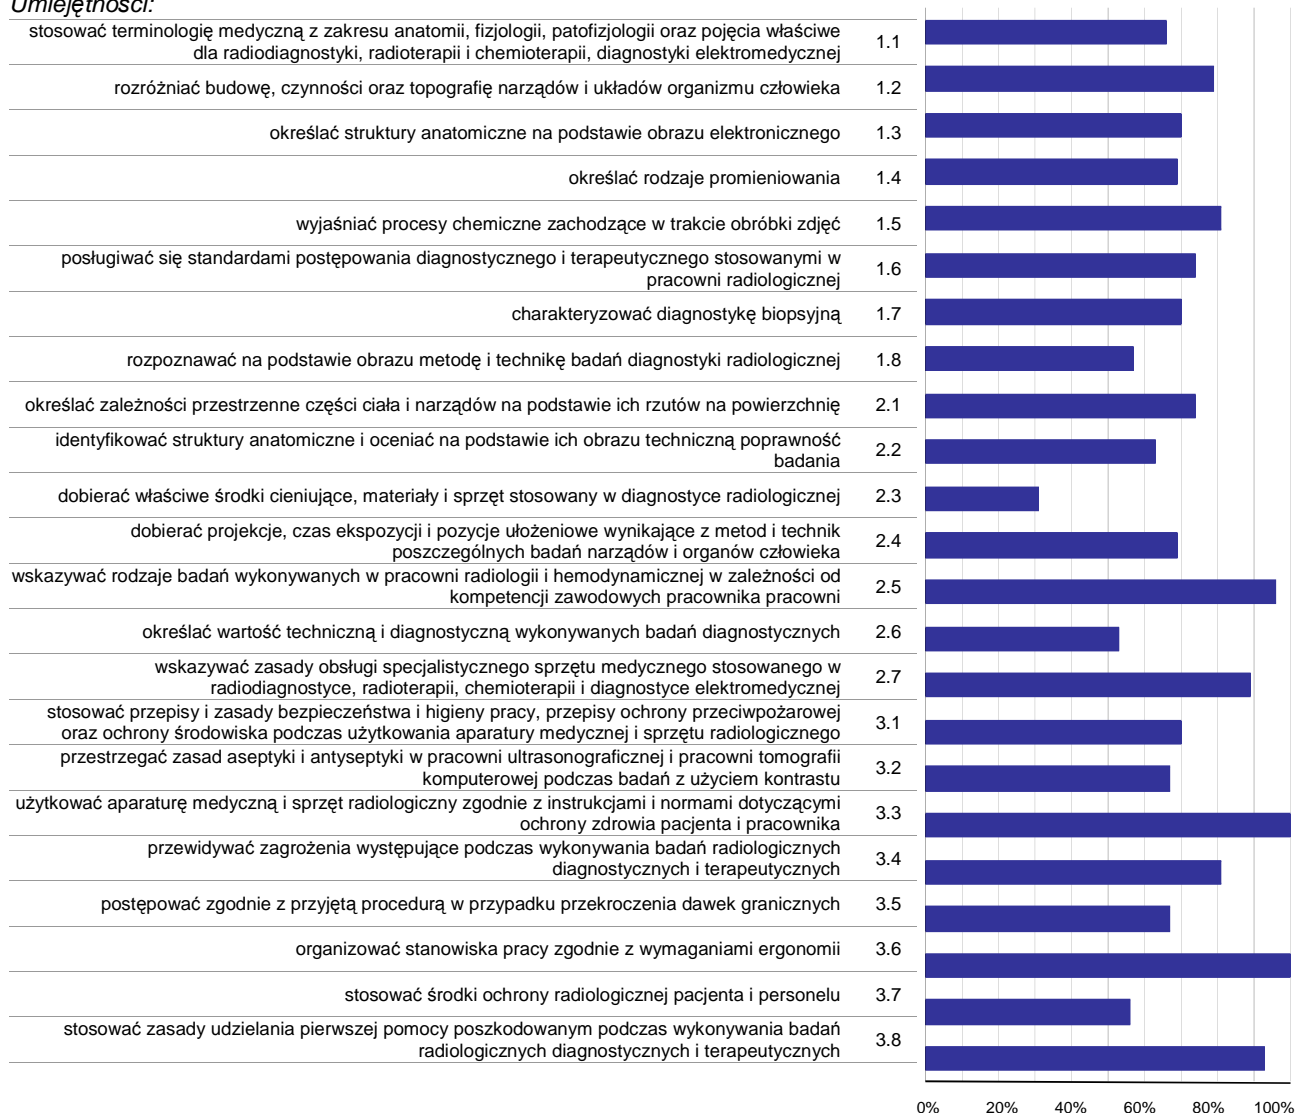 Umiejętności:
stosować terminologię medyczną z zakresu anatomii, fizjologii, patofizjologii oraz pojęcia właściwe
dla radiodiagnostyki, radioterapii i chemioterapii, diagnostyki elektromedycznej
1.1
rozróżniać budowę, czynności oraz topografię narządów i układów organizmu człowieka 1.2
określać struktury anatomiczne na podstawie obrazu elektronicznego 1.3
określać rodzaje promieniowania 1.4
wyjaśniać procesy chemiczne zachodzące w trakcie obróbki zdjęć 1.5
posługiwać się standardami postępowania diagnostycznego i terapeutycznego stosowanymi w
pracowni radiologicznej
1.6
charakteryzować diagnostykę biopsyjną 1.7
rozpoznawać na podstawie obrazu metodę i technikę badań diagnostyki radiologicznej 1.8
określać zależności przestrzenne części ciała i narządów na podstawie ich rzutów na powierzchnię 2.1
identyfikować struktury anatomiczne i oceniać na podstawie ich obrazu techniczną poprawność
badania
2.2
dobierać właściwe środki cieniujące, materiały i sprzęt stosowany w diagnostyce radiologicznej 2.3
dobierać projekcje, czas ekspozycji i pozycje ułożeniowe wynikające z metod i technik
poszczególnych badań narządów i organów człowieka
2.4
wskazywać rodzaje badań wykonywanych w pracowni radiologii i hemodynamicznej w zależności od
kompetencji zawodowych pracownika pracowni
2.5
określać wartość techniczną i diagnostyczną wykonywanych badań diagnostycznych 2.6
wskazywać zasady obsługi specjalistycznego sprzętu medycznego stosowanego w
radiodiagnostyce, radioterapii, chemioterapii i diagnostyce elektromedycznej
2.7
stosować przepisy i zasady bezpieczeństwa i higieny pracy, przepisy ochrony przeciwpożarowej
oraz ochrony środowiska podczas użytkowania aparatury medycznej i sprzętu radiologicznego
3.1
przestrzegać zasad aseptyki i antyseptyki w pracowni ultrasonograficznej i pracowni tomografii
komputerowej podczas badań z użyciem kontrastu
3.2
użytkować aparaturę medyczną i sprzęt radiologiczny zgodnie z instrukcjami i normami dotyczącymi
ochrony zdrowia pacjenta i pracownika
3.3
przewidywać zagrożenia występujące podczas wykonywania badań radiologicznych
diagnostycznych i terapeutycznych
3.4
postępować zgodnie z przyjętą procedurą w przypadku przekroczenia dawek granicznych 3.5
organizować stanowiska pracy zgodnie z wymaganiami ergonomii 3.6
stosować środki ochrony radiologicznej pacjenta i personelu 3.7
stosować zasady udzielania pierwszej pomocy poszkodowanym podczas wykonywania badań
radiologicznych diagnostycznych i terapeutycznych
3.8
0% 20% 40% 60% 80% 100%